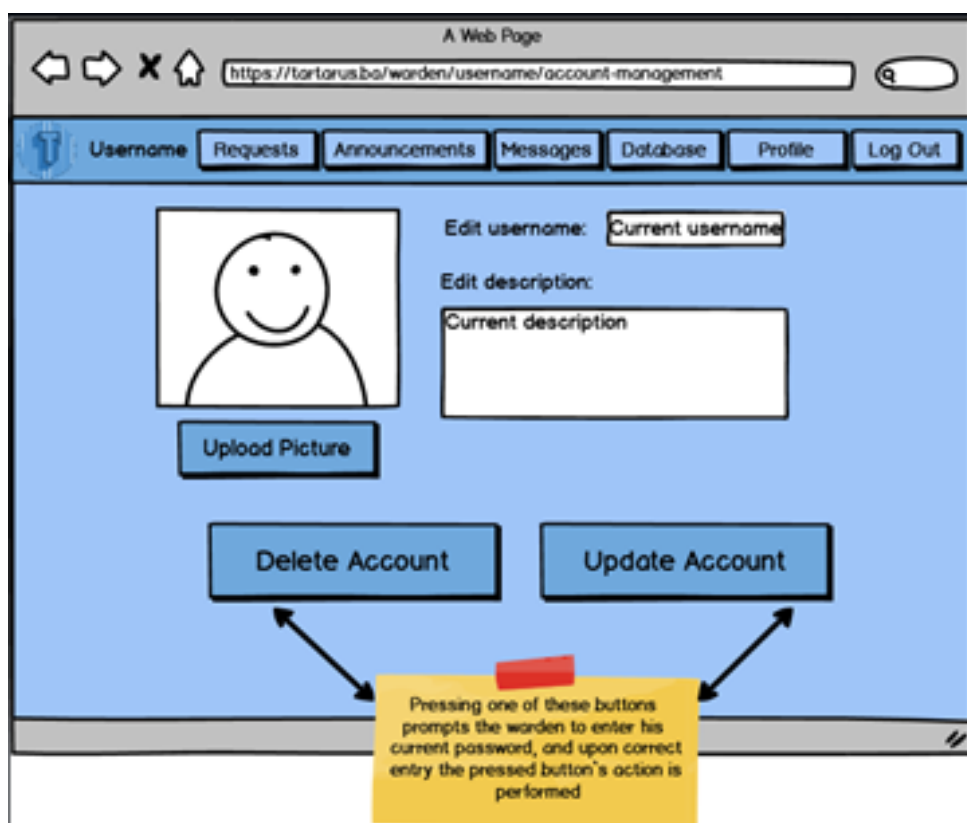 A Web Page
https://tartarus.ba/warden/username/account-management
T Username Requests Announcements Messages Database Profile Log Out
Edit username: Current username
Edit description:
Current description
Upload Picture
Delete Account Update Account
Pressing one of these buttons
prompts the warden to enter his
current password, and upon correct
entry the pressed button's action is
performed